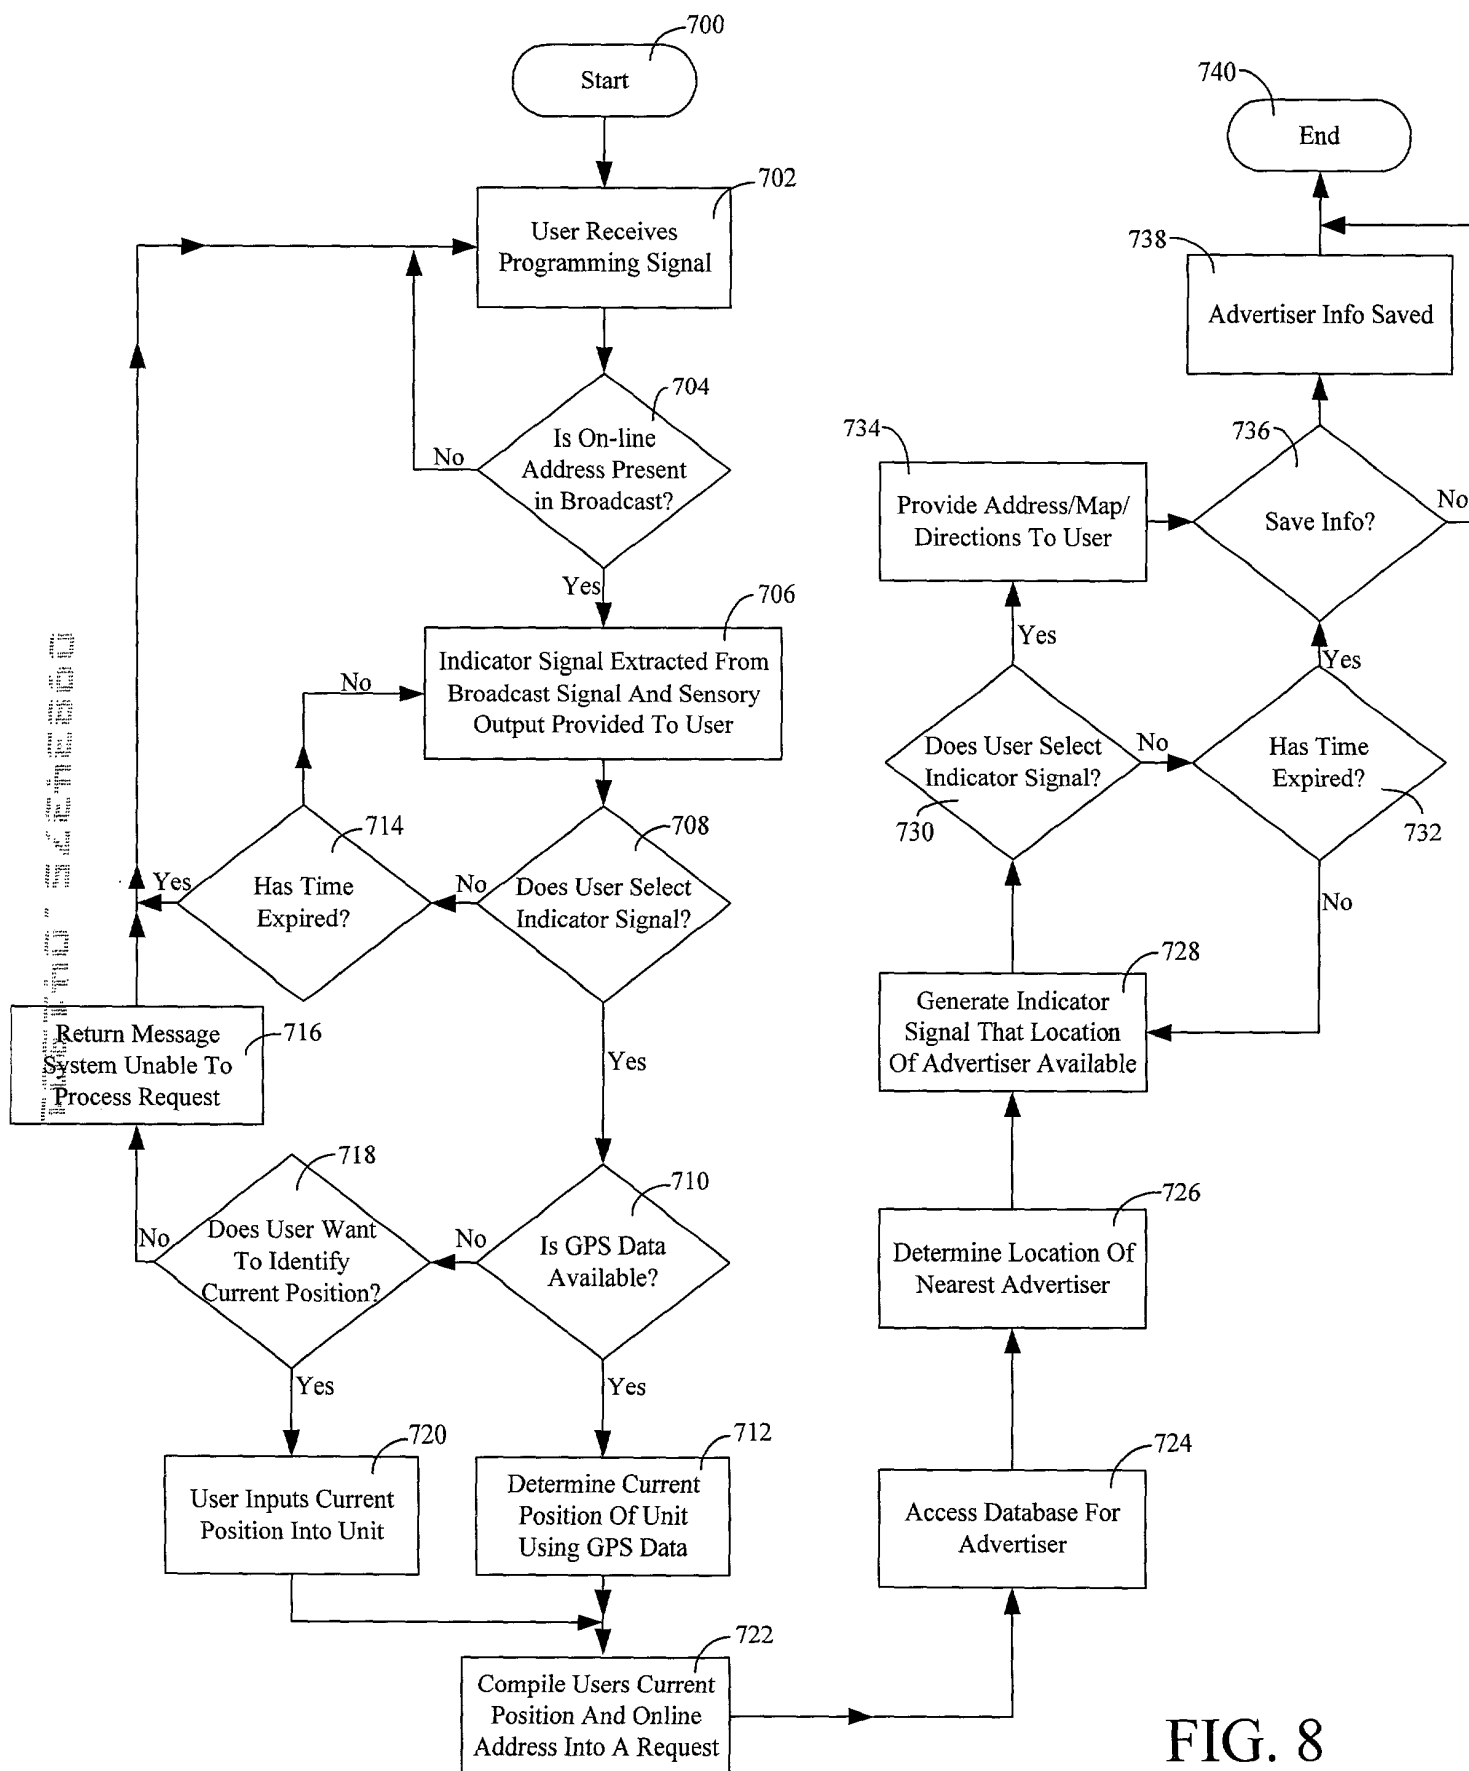 700
Start
702
User Receives
Programming Signal
704
Is On-line
Address Present
in Broadcast?
No
Yes
706
Indicator Signal Extracted From
Broadcast Signal And Sensory
Output Provided To User
No
714
Has Time
Expired?
Yes
No
708
Does User Select
Indicator Signal?
Yes
Return Message
System Unable To
Process Request
716
718
Does User Want
To Identify
Current Position?
No
No
710
Is GPS Data
Available?
Yes
Yes
720
User Inputs Current
Position Into Unit
712
Determine Current
Position Of Unit
Using GPS Data
722
Compile Users Current
Position And Online
Address Into A Request
724
Access Database For
Advertiser
726
Determine Location Of
Nearest Advertiser
728
Generate Indicator
Signal That Location
Of Advertiser Available
Does User Select
Indicator Signal?
730
No
Yes
Has Time
Expired?
732
No
Yes
734
Provide Address/Map/
Directions To User
736
Save Info?
No
738
Advertiser Info Saved
740
End
FIG. 8